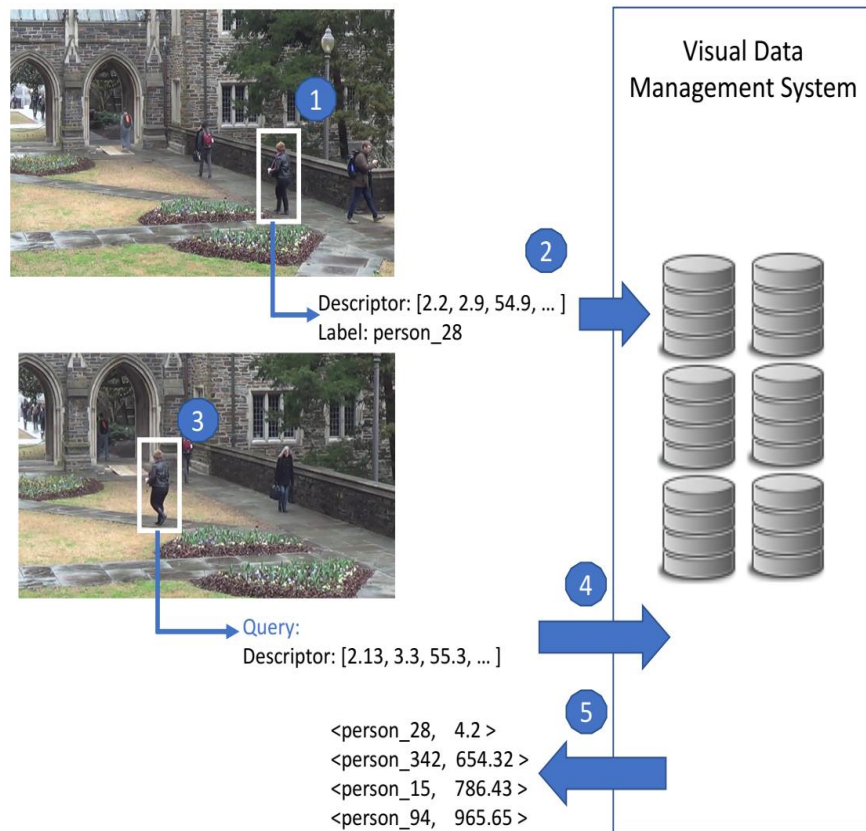 1
Visual Data
Management System
2
Descriptor: [2.2, 2.9, 54.9, ... ]
Label: person_28
3
4
Query:
Descriptor: [2.13, 3.3, 55.3, ... ]
5
<person_28, 4.2 >
<person_342, 654.32 >
<person_15, 786.43 >
<person_94, 965.65 >